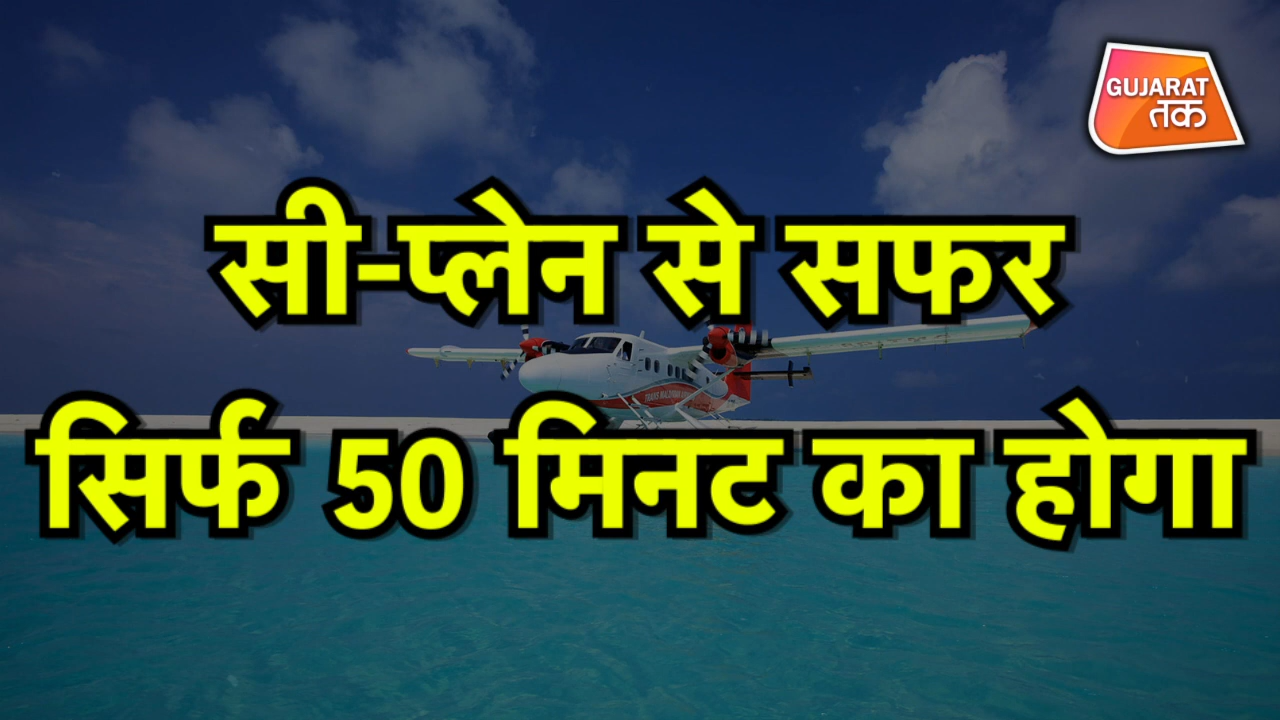 GUJARAT
तक
सी-प्लेन से सफर
सिर्फ 50 मिनट का होगा